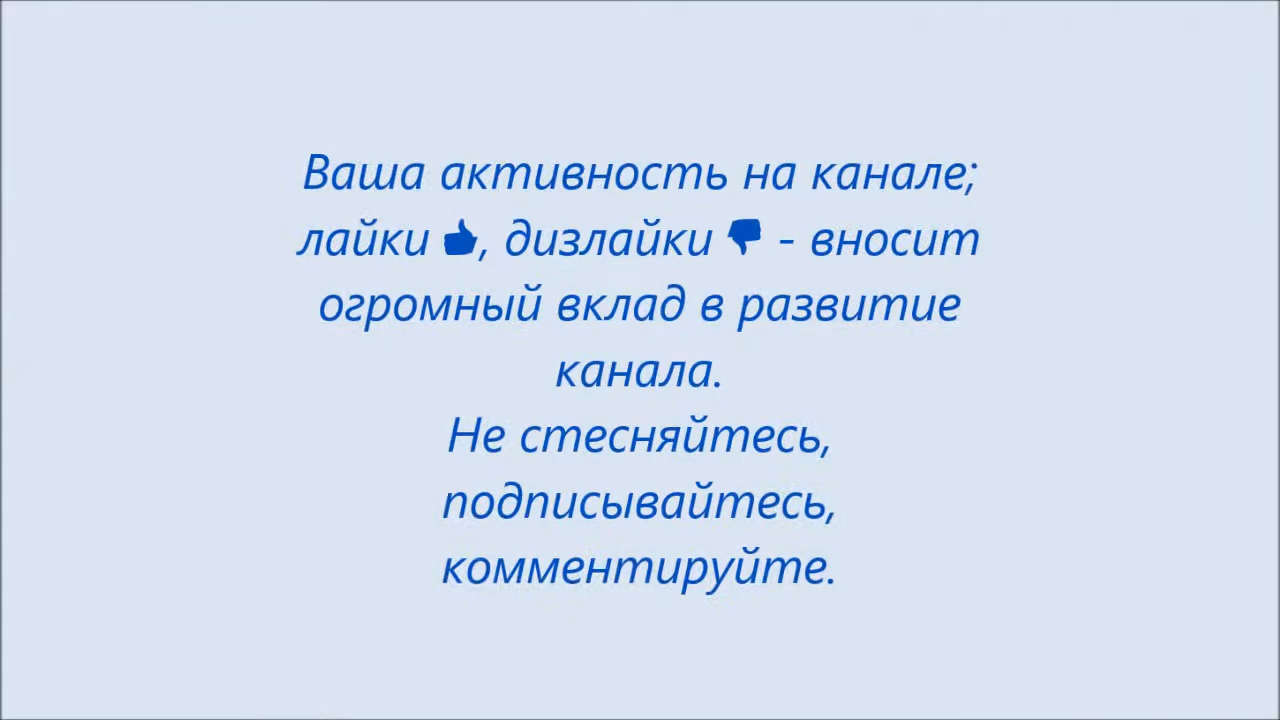 Ваша активность на канале;
лайки 👍, дизлайки 👎 - вносит
огромный вклад в развитие
канала.
Не стесняйтесь,
подписывайтесь,
комментируйте.